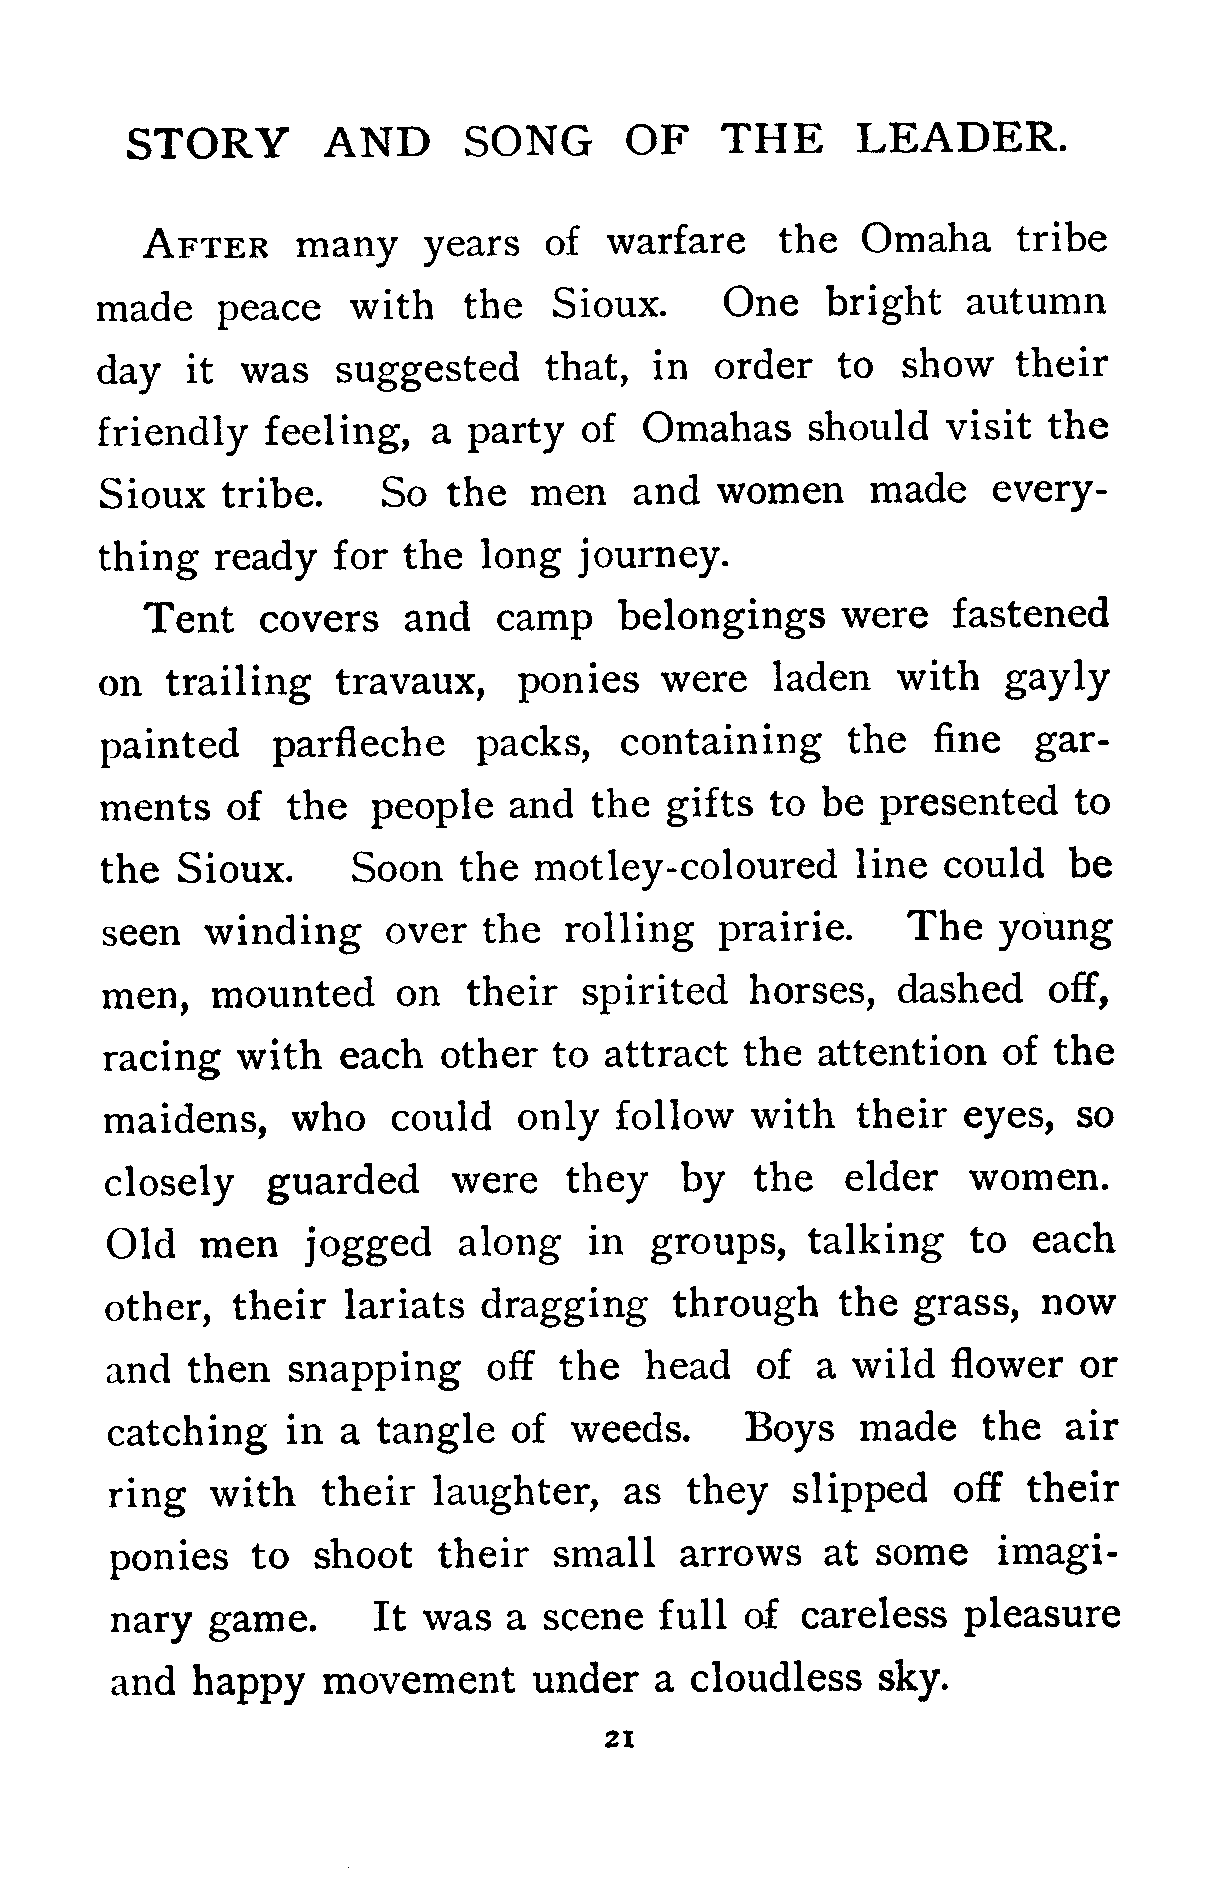 STORY AND SONG OF THE LEADER.
AFTER many years of warfare the Omaha tribe
made peace with the Sioux. One bright autumn
day it was suggested that, in order to show their
friendly feeling, a party of Omahas should visit the
Sioux tribe. So the men and women made every-
thing ready for the long journey.
Tent covers and camp belongings were fastened
on trailing travaux, ponies were laden with gayly
painted parfleche packs, containing the fine gar-
ments of the people and the gifts to be presented to
the Sioux. Soon the motley-coloured line could be
seen winding over the rolling prairie. The young
men, mounted on their spirited horses, dashed off,
racing with each other to attract the attention of the
maidens, who could only follow with their eyes, so
closely guarded were they by the elder women.
Old men jogged along in groups, talking to each
other, their lariats dragging through the grass, now
and then snapping off the head of a wild flower or
catching in a tangle of weeds. Boys made the air
ring with their laughter, as they slipped off their
ponies to shoot their small arrows at some imagi-
nary game. It was a scene full of careless pleasure
and happy movement under a cloudless sky.
21